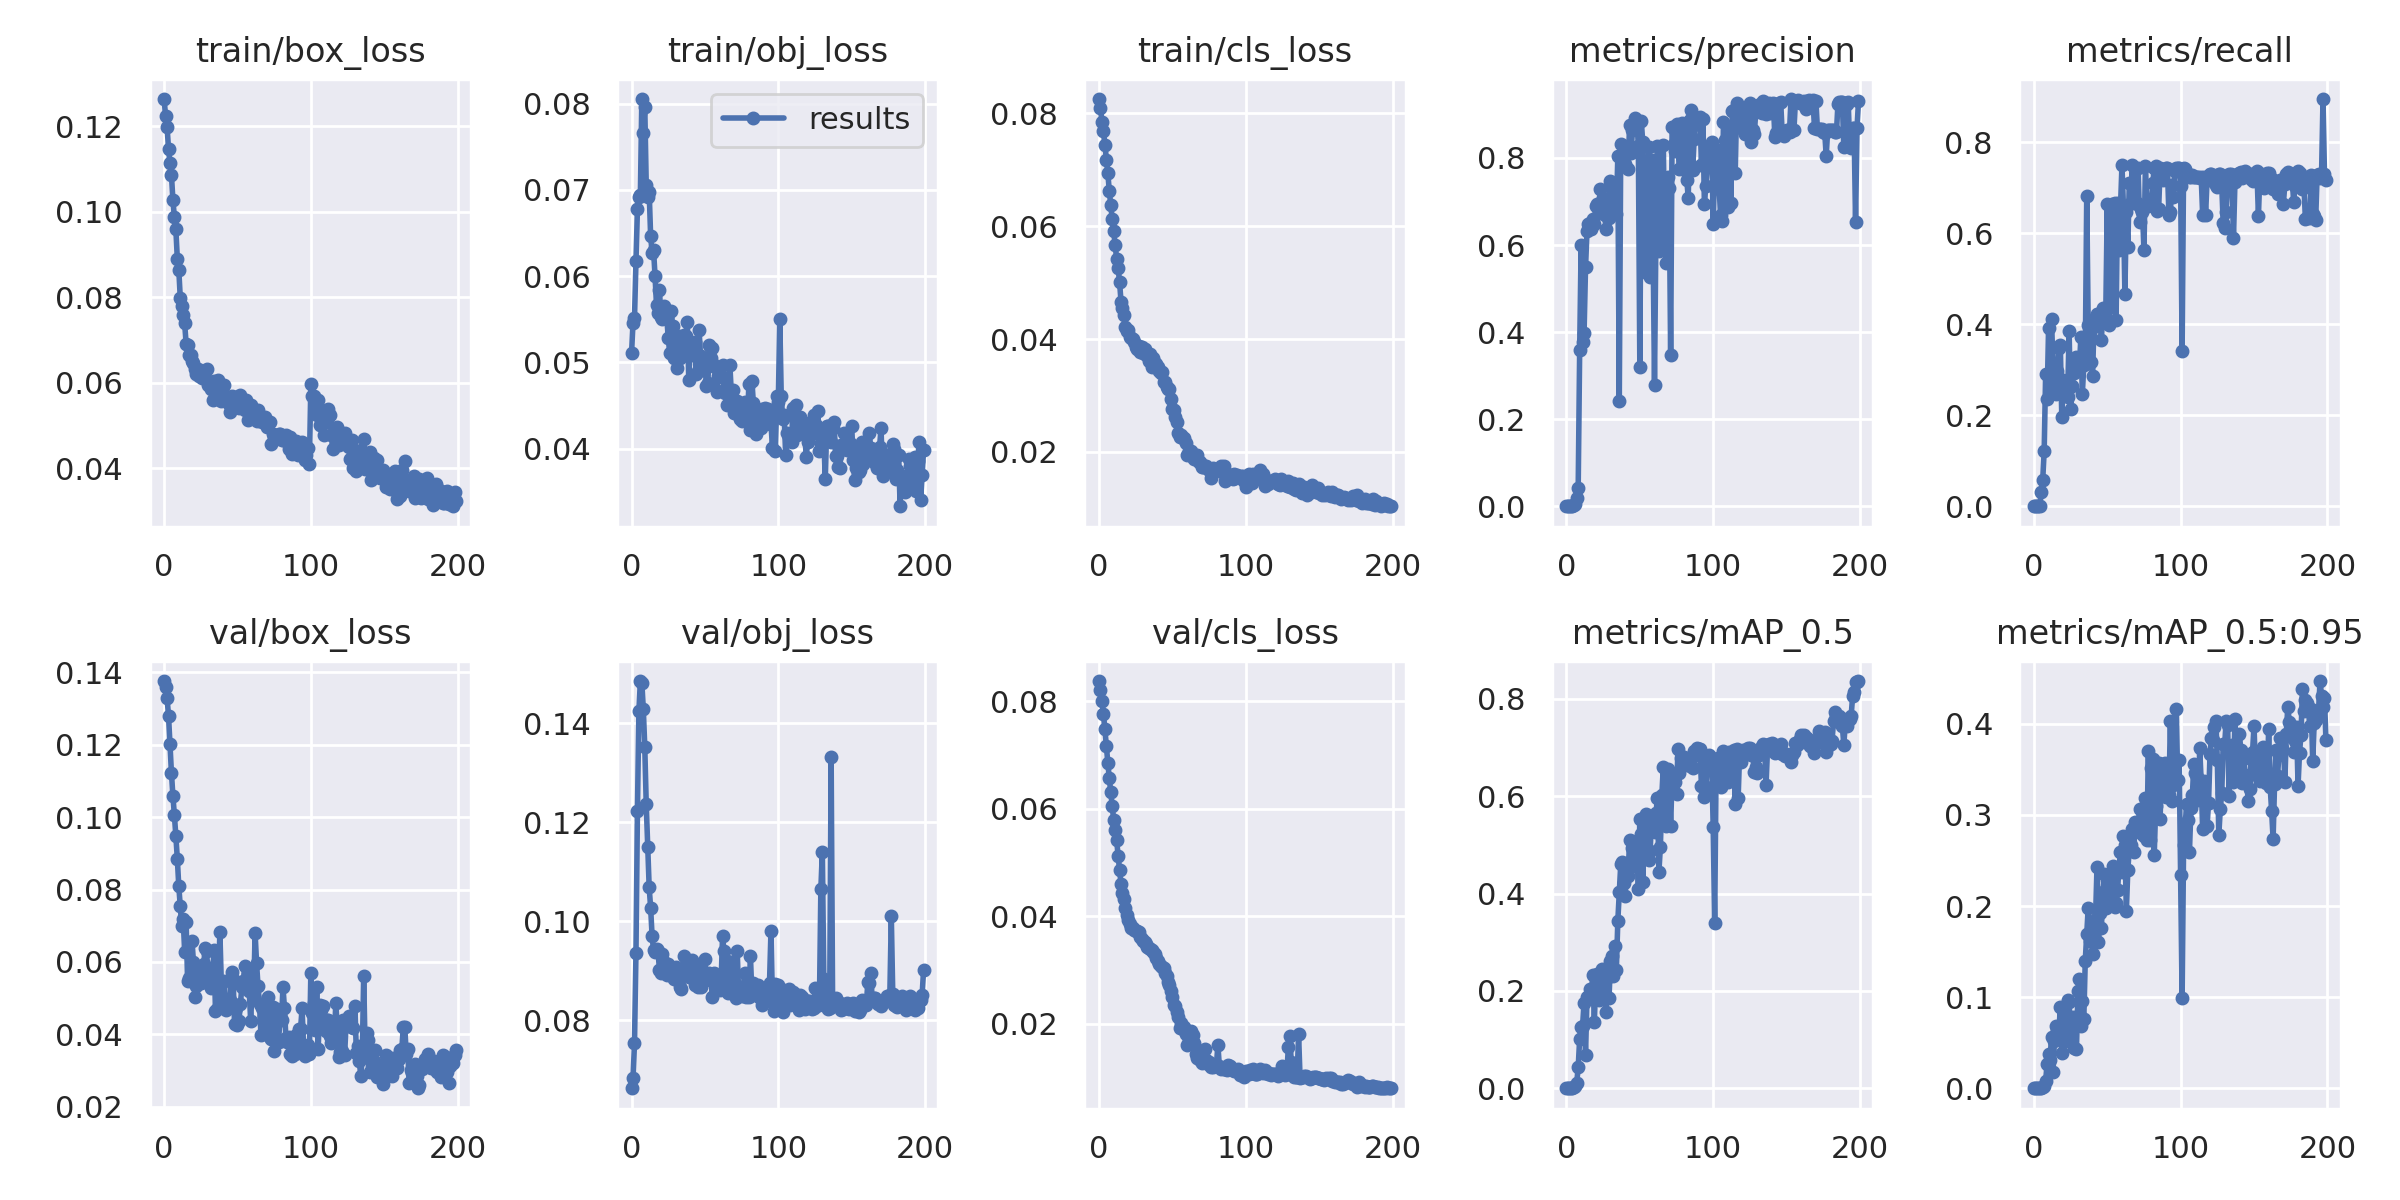 train/box_loss
0.12
0.10
0.08
0.06
0.04
0 100 200
train/obj_loss
results
0.08
0.07
0.06
0.05
0.04
0 100 200
train/cls_loss
0.08
0.06
0.04
0.02
0 100 200
metrics/precision
0.8
0.6
0.4
0.2
0.0
0 100 200
metrics/recall
0.8
0.6
0.4
0.2
0.0
0 100 200
val/box_loss
0.14
0.12
0.10
0.08
0.06
0.04
0.02
0 100 200
val/obj_loss
0.14
0.12
0.10
0.08
0 100 200
val/cls_loss
0.08
0.06
0.04
0.02
0 100 200
metrics/mAP_0.5
0.8
0.6
0.4
0.2
0.0
0 100 200
metrics/mAP_0.5:0.95
0.4
0.3
0.2
0.1
0.0
0 100 200